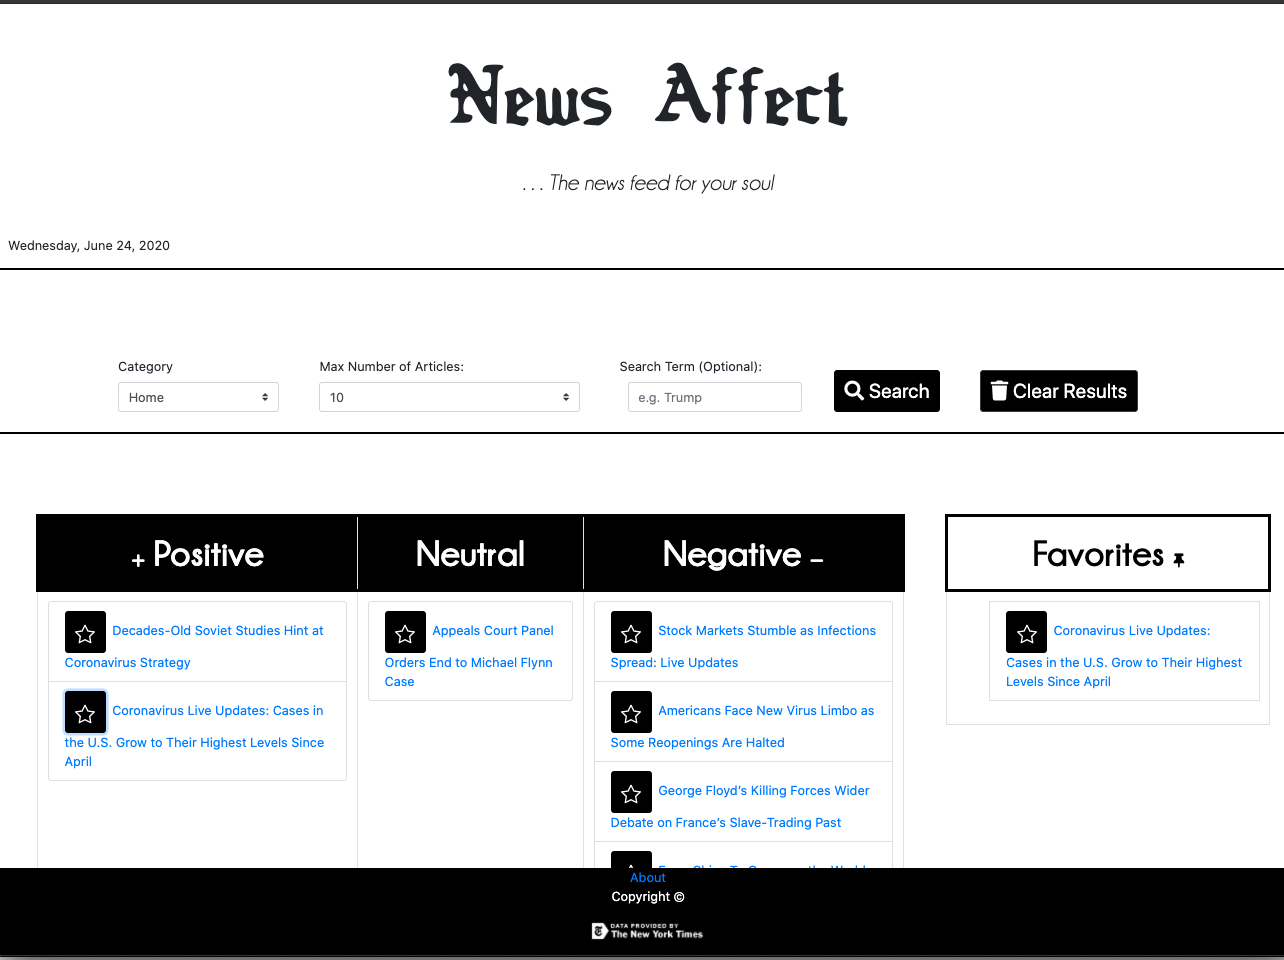 News Affect
. . . The news feed for your soul
Wednesday, June 24, 2020
Category
Max Number of Articles:
Search Term (Optional):
Home
10
e.g. Trump
Search
Clear Results
+ Positive
Neutral
Negative –
Favorites
Decades-Old Soviet Studies Hint at
Coronavirus Strategy
Coronavirus Live Updates: Cases in
the U.S. Grow to Their Highest Levels Since
April
Appeals Court Panel
Orders End to Michael Flynn
Case
Stock Markets Stumble as Infections
Spread: Live Updates
Americans Face New Virus Limbo as
Some Reopenings Are Halted
George Floyd’s Killing Forces Wider
Debate on France’s Slave-Trading Past
Coronavirus Live Updates:
Cases in the U.S. Grow to Their Highest
Levels Since April
About
Copyright ©
DATA PROVIDED BY
The New York Times